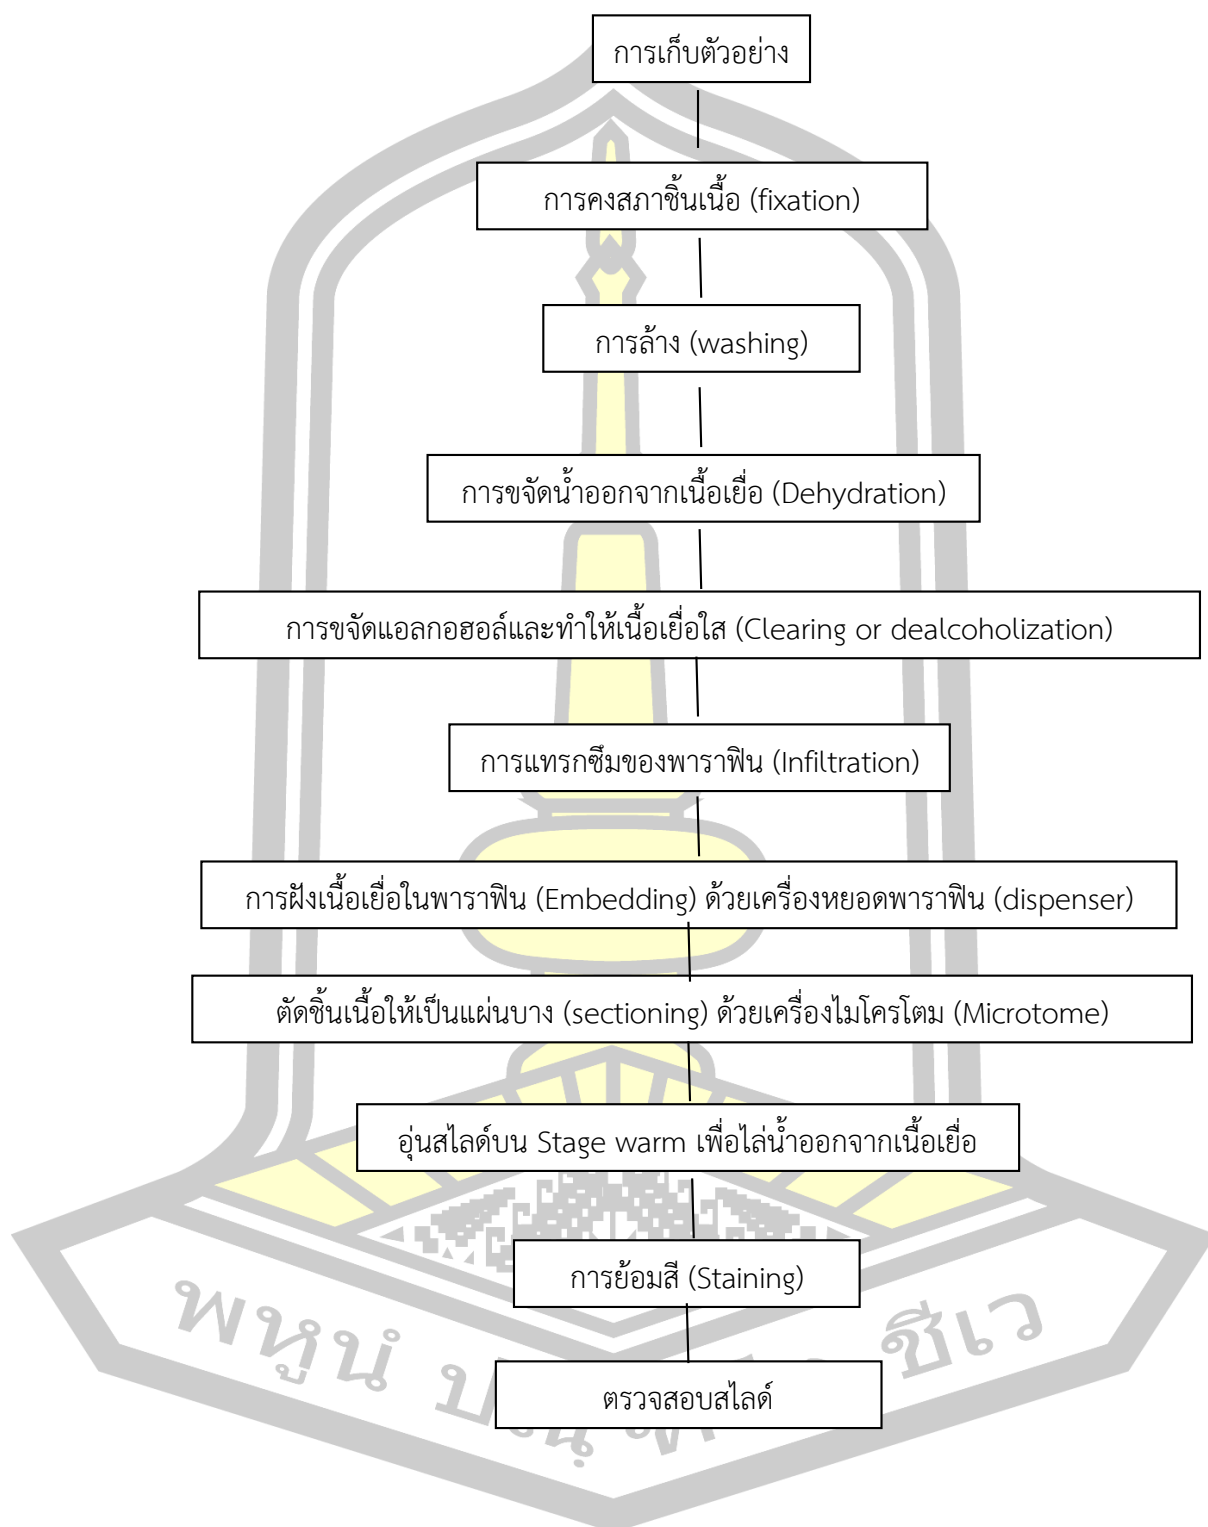 การเก็บตัวอย่าง
การคงสภาชิ้นเนื้อ (fixation)
การล้าง (washing)
การขจัดน้ำออกจากเนื้อเยื่อ (Dehydration)
การขจัดแอลกอฮอล์และทำให้เนื้อเยื่อใส (Clearing or dealcoholization)
การแทรกซึมของพาราฟิน (Infiltration)
การฝังเนื้อเยื่อในพาราฟิน (Embedding) ด้วยเครื่องหยอดพาราฟิน (dispenser)
ตัดชิ้นเนื้อให้เป็นแผ่นบาง (sectioning) ด้วยเครื่องไมโครโตม (Microtome)
อุ่นสไลด์บน Stage warm เพื่อไล่น้ำออกจากเนื้อเยื่อ
การย้อมสี (Staining)
ตรวจสอบสไลด์
พหูนํ ชีเว